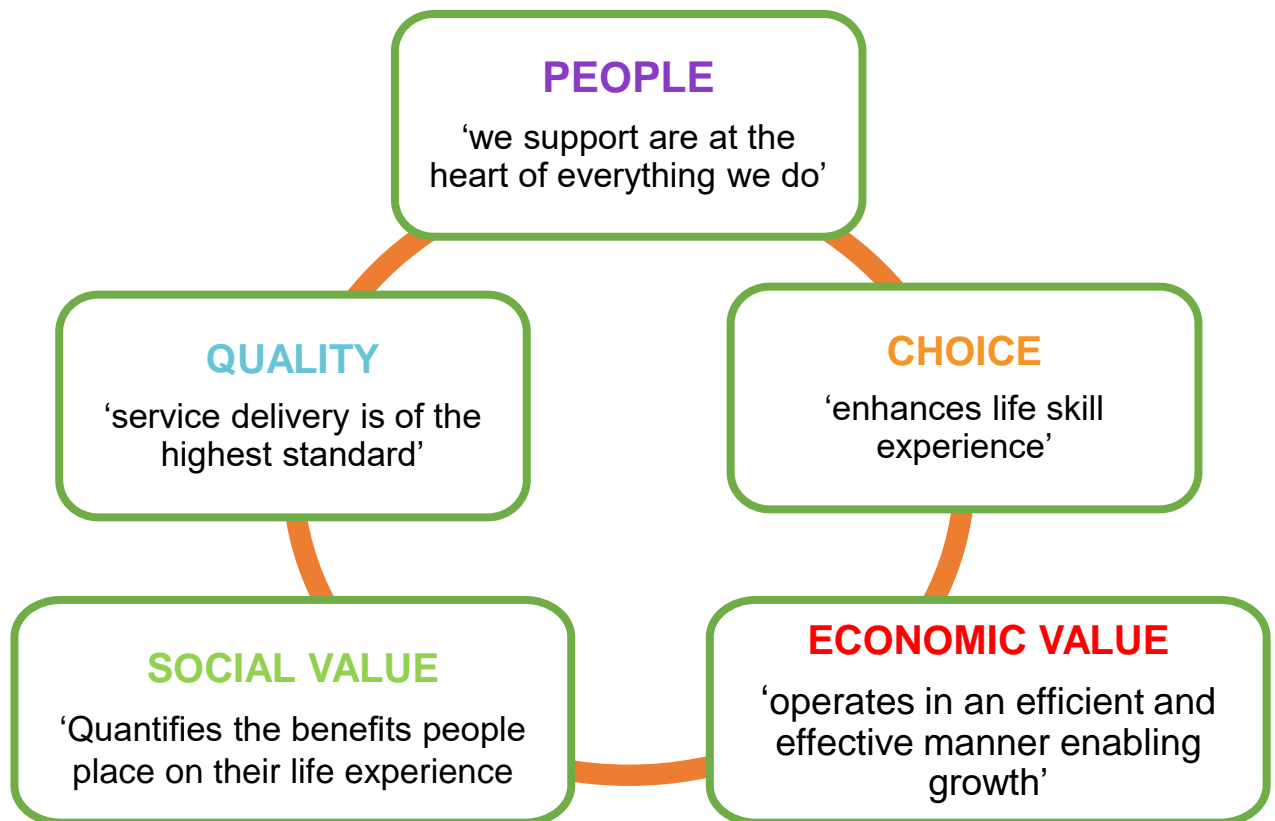 PEOPLE
‘we support are at the
heart of everything we do’
QUALITY
‘service delivery is of the
highest standard’
CHOICE
‘enhances life skill
experience’
SOCIAL VALUE
‘Quantifies the benefits people
place on their life experience
ECONOMIC VALUE
‘operates in an efficient and
effective manner enabling
growth’